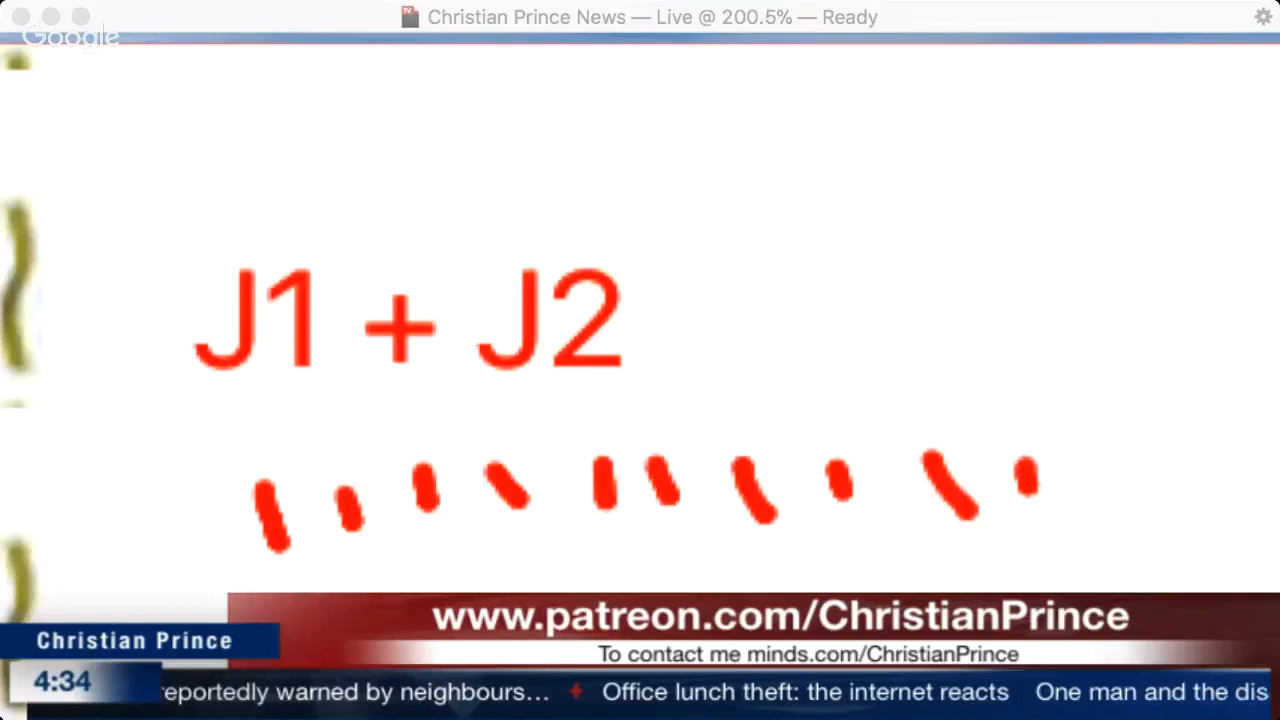 Christian Prince News — Live @ 200.5% — Ready
Google
J1 + J2
www.patreon.com/ChristianPrince
Christian Prince
To contact me minds.com/ChristianPrince
4:34
reportedly warned by neighbours... + Office lunch theft: the internet reacts One man and the dis